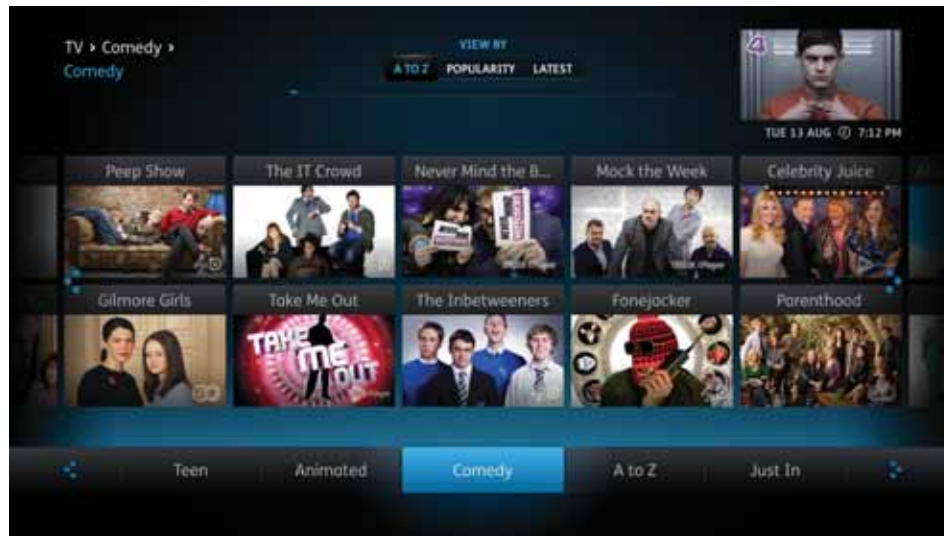 TV > Comedy >
Comedy
VIEW BY
A TO Z POPULARITY LATEST
4
TUE 13 AUG 7:12 PM
Peep Show
The IT Crowd
Never Mind the B...
Mock the Week
Celebrity Juice
Gilmore Girls
Take Me Out
The Inbetweeners
Fonejacker
Parenthood
TAKE
ME
OUT
Teen
Animated
Comedy
A to Z
Just In